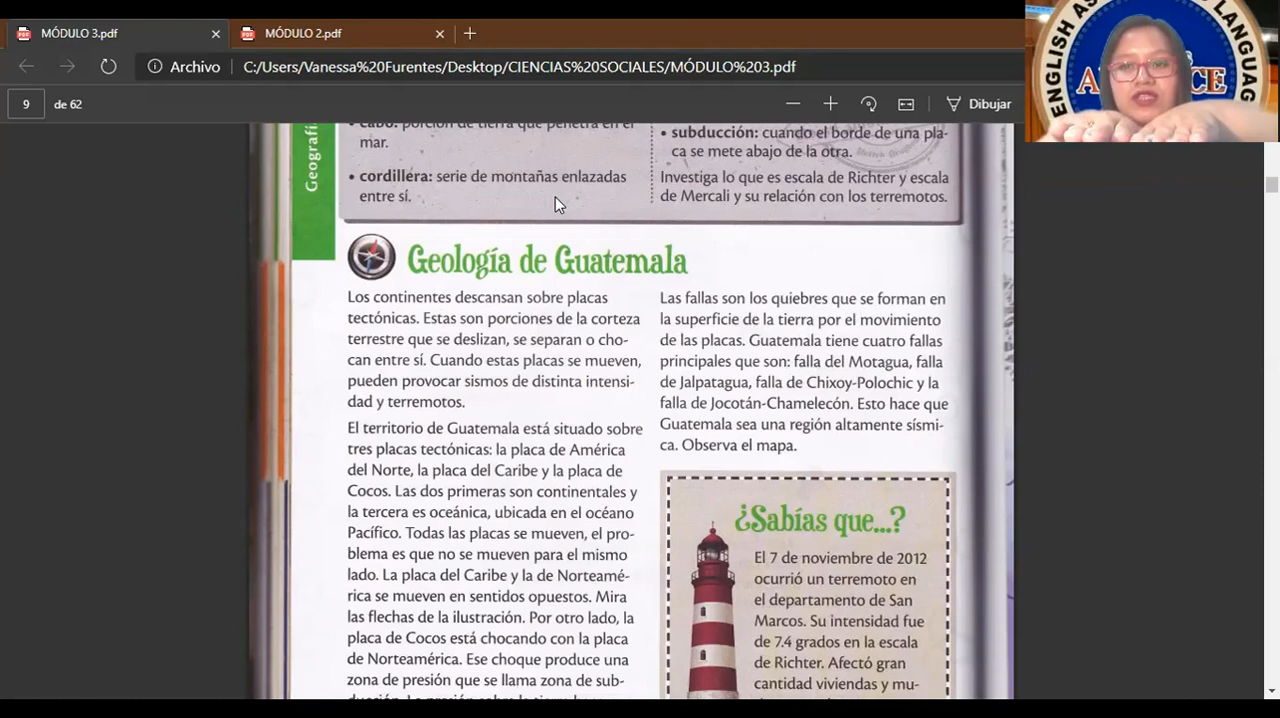 MÓDULO 3.pdf
MÓDULO 2.pdf
Archivo
C:/Users/Vanessa%20Furentes/Desktop/CIENCIAS%20SOCIALES/MÓDULO%203.pdf
9
de 62
Dibujar
ENGLISH
LANGUAGE
Geografí
• cabo: porción de tierra que penetra en el
mar.
• cordillera: serie de montañas enlazadas
entre sí.
• subducción: cuando el borde de una pla-
ca se mete abajo de la otra.
Investiga lo que es escala de Richter y escala
de Mercali y su relación con los terremotos.
Geología de Guatemala
Los continentes descansan sobre placas
tectónicas. Estas son porciones de la corteza
terrestre que se deslizan, se separan o cho-
can entre sí. Cuando estas placas se mueven,
pueden provocar sismos de distinta intensi-
dad y terremotos.
El territorio de Guatemala está situado sobre
tres placas tectónicas: la placa de América
del Norte, la placa del Caribe y la placa de
Cocos. Las dos primeras son continentales y
la tercera es oceánica, ubicada en el océano
Pacífico. Todas las placas se mueven, el pro-
blema es que no se mueven para el mismo
lado. La placa del Caribe y la de Norteamé-
rica se mueven en sentidos opuestos. Mira
las flechas de la ilustración. Por otro lado, la
placa de Cocos está chocando con la placa
de Norteamérica. Ese choque produce una
zona de presión que se llama zona de sub-
Las fallas son los quiebres que se forman en
la superficie de la tierra por el movimiento
de las placas. Guatemala tiene cuatro fallas
principales que son: falla del Motagua, falla
de Jalpatagua, falla de Chixoy-Polochic y la
falla de Jocotán-Chamelecón. Esto hace que
Guatemala sea una región altamente sísmi-
ca. Observa el mapa.
¿Sabías que...?
El 7 de noviembre de 2012
ocurrió un terremoto en
el departamento de San
Marcos. Su intensidad fue
de 7.4 grados en la escala
de Richter. Afectó gran
cantidad viviendas y mu-